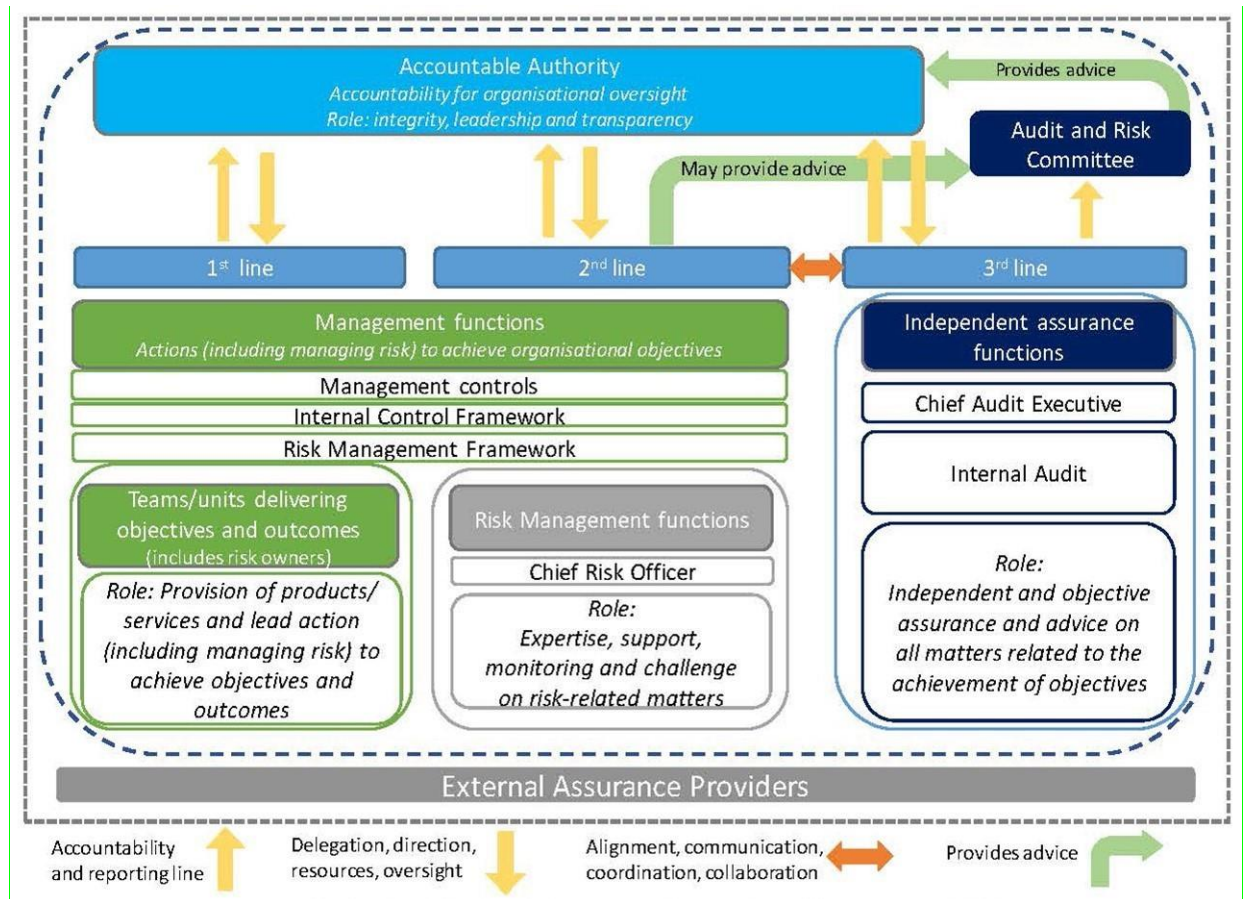 Accountable Authority
Accountability for organisational oversight
Role: integrity, leadership and transparency
Provides advice
Audit and Risk
Committee
May provide advice
1st line
2nd line
3rd line
Management functions
Actions (including managing risk) to achieve organisational objectives
Management controls
Internal Control Framework
Risk Management Framework
Teams/units delivering
objectives and outcomes
(includes risk owners)
Role: Provision of products/
services and lead action
(including managing risk) to
achieve objectives and
outcomes
Risk Management functions
Chief Risk Officer
Role:
Expertise, support,
monitoring and challenge
on risk-related matters
Independent assurance
functions
Chief Audit Executive
Internal Audit
Role:
Independent and objective
assurance and advice on
all matters related to the
achievement of objectives
External Assurance Providers
Accountability
and reporting line
Delegation, direction,
resources, oversight
Alignment, communication,
coordination, collaboration
Provides advice